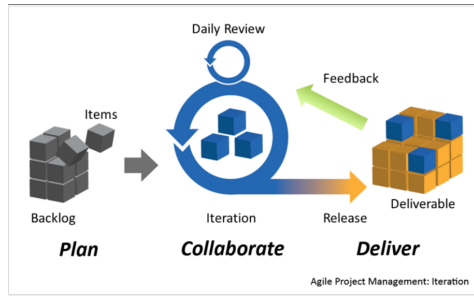 Daily Review
Feedback
Items
Backlog
Iteration
Release
Deliverable
Plan
Collaborate
Deliver
Agile Project Management: Iteration